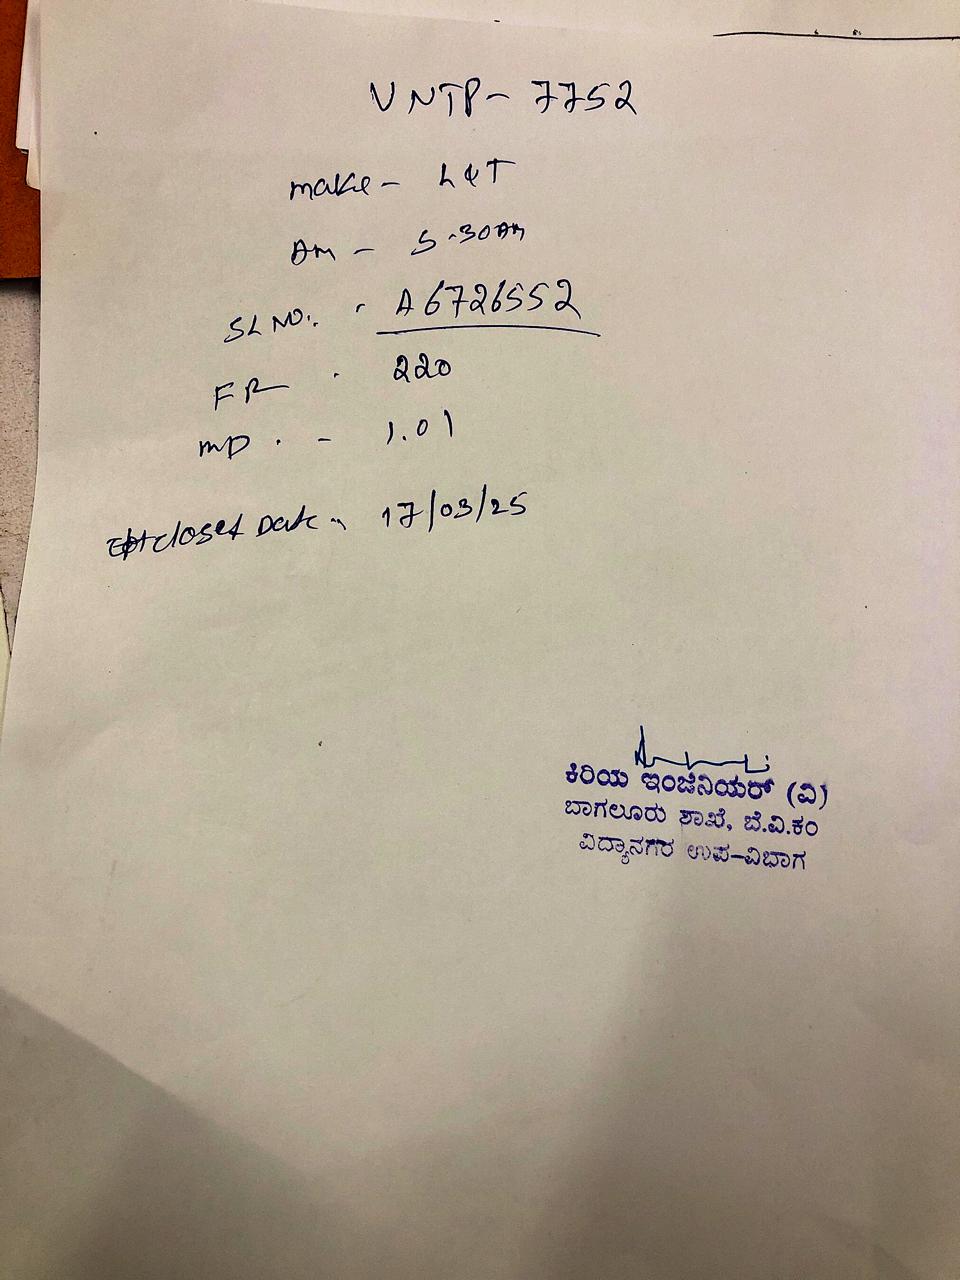 VNTP- 7752
make - L&T
Am - 5.30Am
SL NO. - A6726552
FR - 220
MD. - 1.01
closed Date - 17/03/25
ಕಿರಿಯ ಇಂಜಿನಿಯರ್ (ವಿ)
ಬಾಗಲೂರು ಶಾಖೆ, ಬೆ.ವಿ.ಕಂ
ವಿದ್ಯಾನಗರ ಉಪ-ವಿಭಾಗ